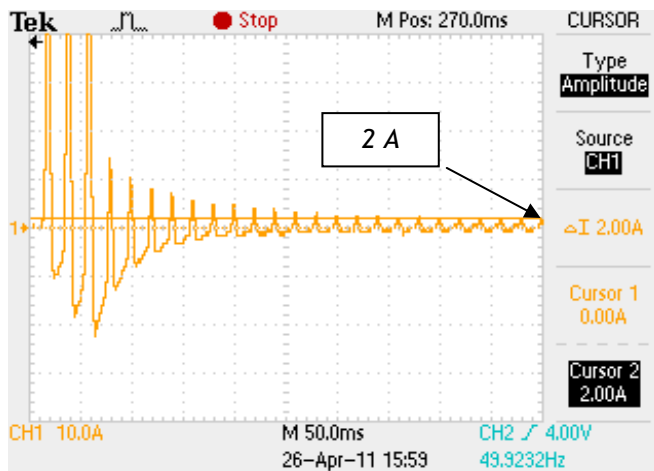 Tek Stop M Pos: 270.0ms CURSOR
Type
Amplitude
2 A
Source
CH1
1
△I 2.00A
Cursor 1
0.00A
Cursor 2
2.00A
CH1 10.0A M 50.0ms CH2 / 4.00V
26-Apr-11 15:59 49.9232Hz